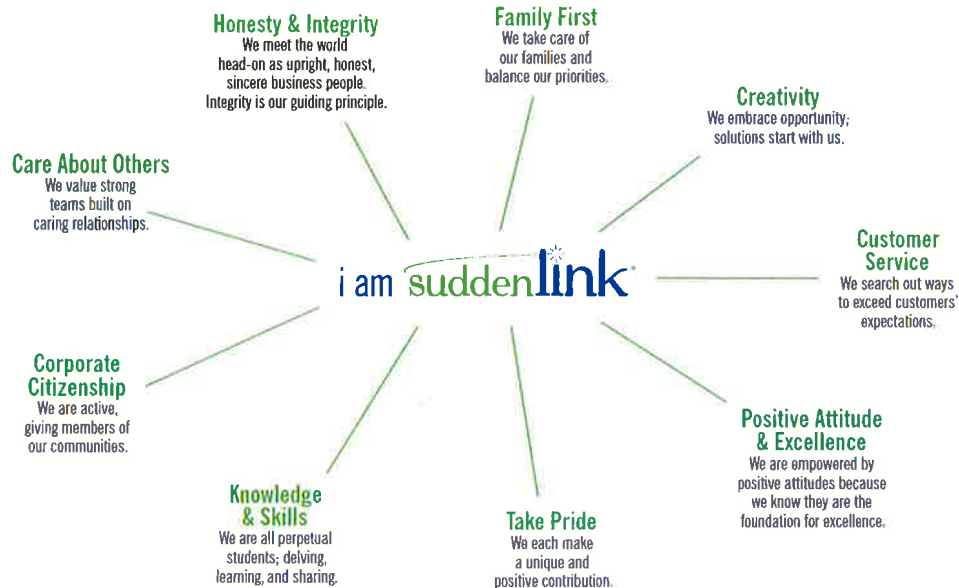 Honesty & Integrity
We meet the world
head-on as upright, honest,
sincere business people.
Integrity is our guiding principle.
Family First
We take care of
our families and
balance our priorities.
Creativity
We embrace opportunity;
solutions start with us.
Care About Others
We value strong
teams built on
caring relationships.
i am suddenlink
Customer
Service
We search out ways
to exceed customers'
expectations.
Corporate
Citizenship
We are active,
giving members of
our communities.
Positive Attitude
& Excellence
We are empowered by
positive attitudes because
we know they are the
foundation for excellence.
Knowledge
& Skills
We are all perpetual
students; delving,
learning, and sharing.
Take Pride
We each make
a unique and
positive contribution.